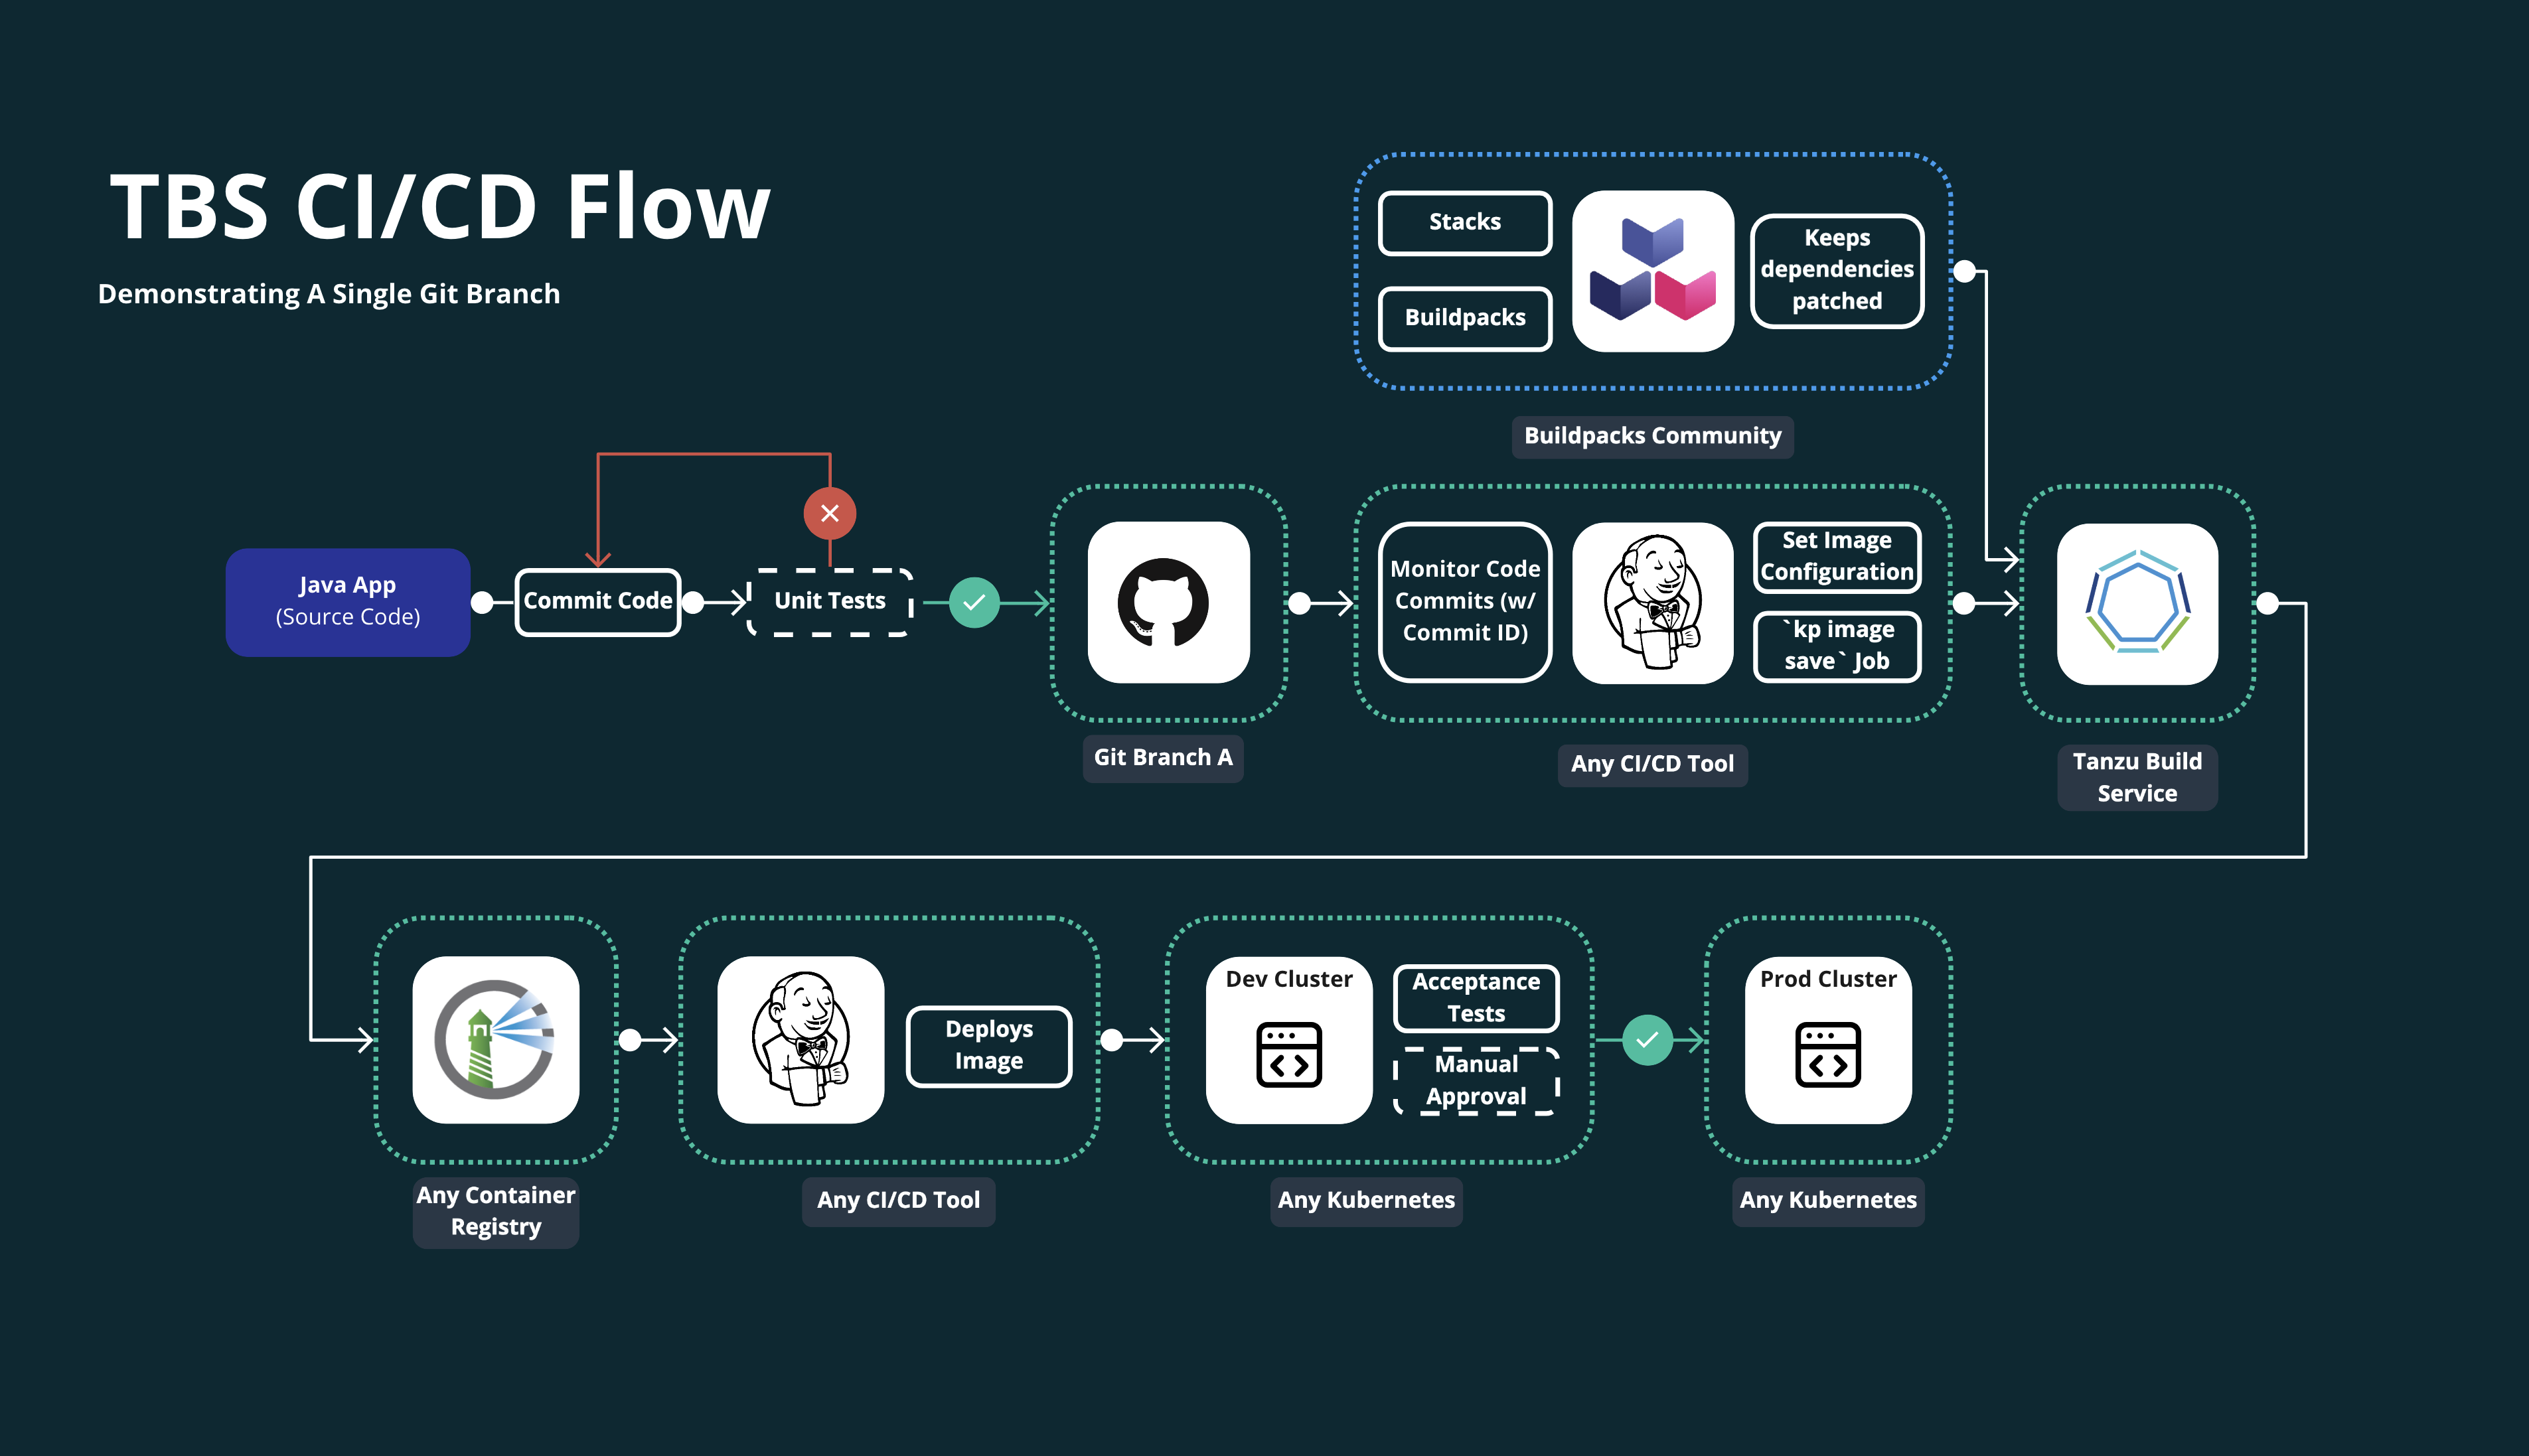 TBS CI/CD Flow
Demonstrating A Single Git Branch
Stacks
Buildpacks
Keeps
dependencies
patched
Buildpacks Community
Java App
(Source Code)
Commit Code
Unit Tests
Git Branch A
Monitor Code
Commits (w/
Commit ID)
Set Image
Configuration
`kp image
save` Job
Any CI/CD Tool
Tanzu Build
Service
Any Container
Registry
Deploys
Image
Any CI/CD Tool
Dev Cluster
Acceptance
Tests
Manual
Approval
Any Kubernetes
Prod Cluster
Any Kubernetes